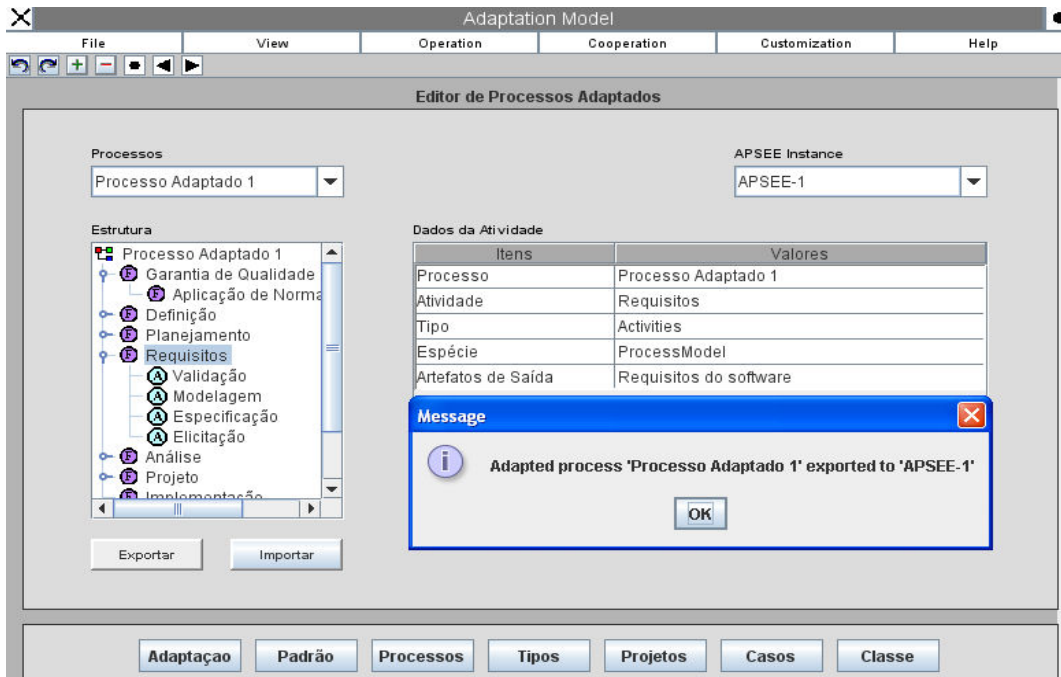 Adaptation Model
File View Operation Cooperation Customization Help
Editor de Processos Adaptados
Processos
APSEE Instance
Processo Adaptado 1
APSEE-1
Estrutura
Dados da Atividade
Processo Adaptado 1
Garantia de Qualidade
Aplicação de Norma
Definição
Planejamento
Requisitos
Validação
Modelagem
Especificação
Elicitação
Análise
Projeto
Implementação
Itens Valores
Processo Processo Adaptado 1
Atividade Requisitos
Tipo Activities
Espécie ProcessModel
Artefatos de Saída Requisitos do software
Message
Adapted process 'Processo Adaptado 1' exported to 'APSEE-1'
OK
Exportar Importar
Adaptaçao Padrão Processos Tipos Projetos Casos Classe